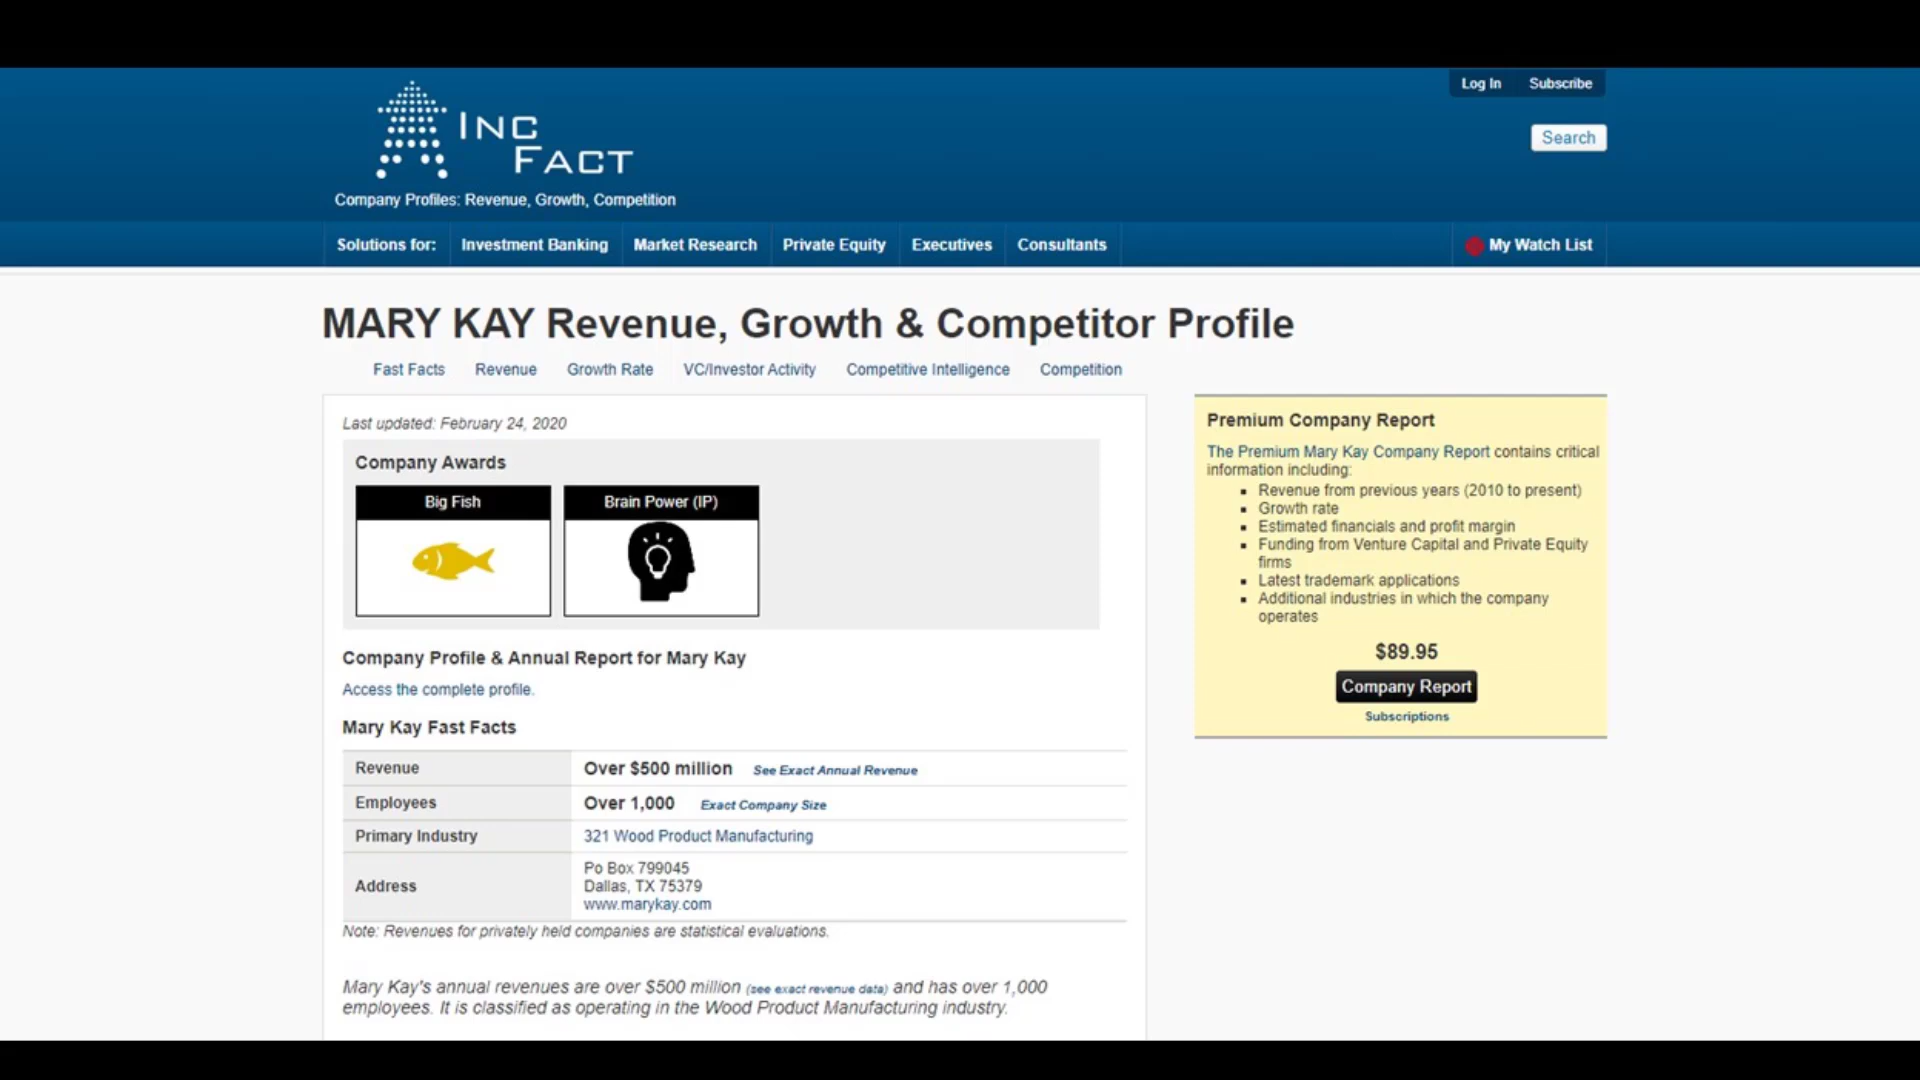 Log In Subscribe
INC
FACT
Search
Company Profiles: Revenue, Growth, Competition
Solutions for: Investment Banking Market Research Private Equity Executives Consultants My Watch List
MARY KAY Revenue, Growth & Competitor Profile
Fast Facts Revenue Growth Rate VC/Investor Activity Competitive Intelligence Competition
Last updated: February 24, 2020
Company Awards
Big Fish Brain Power (IP)
Company Profile & Annual Report for Mary Kay
Access the complete profile.
Mary Kay Fast Facts
Revenue Over $500 million See Exact Annual Revenue
Employees Over 1,000 Exact Company Size
Primary Industry 321 Wood Product Manufacturing
Address
Po Box 799045
Dallas, TX 75379
www.marykay.com
Note: Revenues for privately held companies are statistical evaluations.
Mary Kay's annual revenues are over $500 million (see exact revenue data) and has over 1,000
employees. It is classified as operating in the Wood Product Manufacturing industry.
Premium Company Report
The Premium Mary Kay Company Report contains critical
information including:
Revenue from previous years (2010 to present)
Growth rate
Estimated financials and profit margin
Funding from Venture Capital and Private Equity
firms
Latest trademark applications
Additional industries in which the company
operates
$89.95
Company Report
Subscriptions